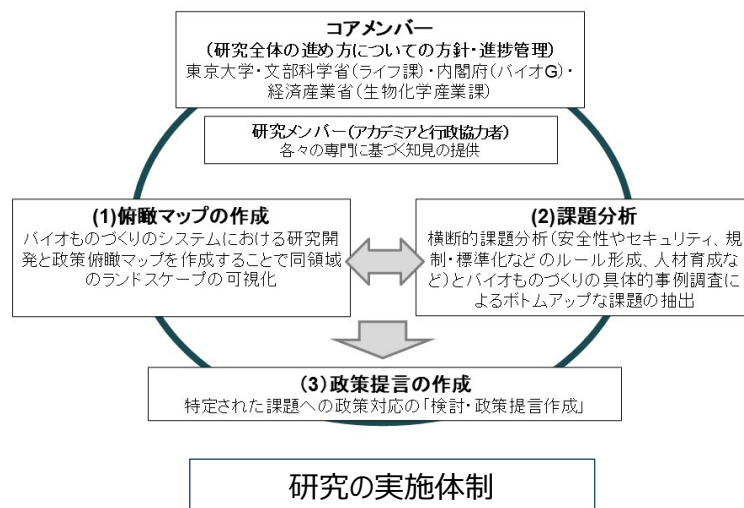 コアメンバー
(研究全体の進め方についての方針・進捗管理)
東京大学・文部科学省(ライフ課)・内閣府(バイオG)・
経済産業省(生物化学産業課)
研究メンバー(アカデミアと行政協力者)
各々の専門に基づく知見の提供
(1)俯瞰マップの作成
バイオものづくりのシステムにおける研究開
発と政策俯瞰マップを作成することで同領域
のランドスケープの可視化
(2)課題分析
横断的課題分析(安全性やセキュリティ、規
制・標準化などのルール形成、人材育成な
ど)とバイオものづくりの具体的事例調査に
よるボトムアップな課題の抽出
(3)政策提言の作成
特定された課題への政策対応の「検討・政策提言作成」
研究の実施体制